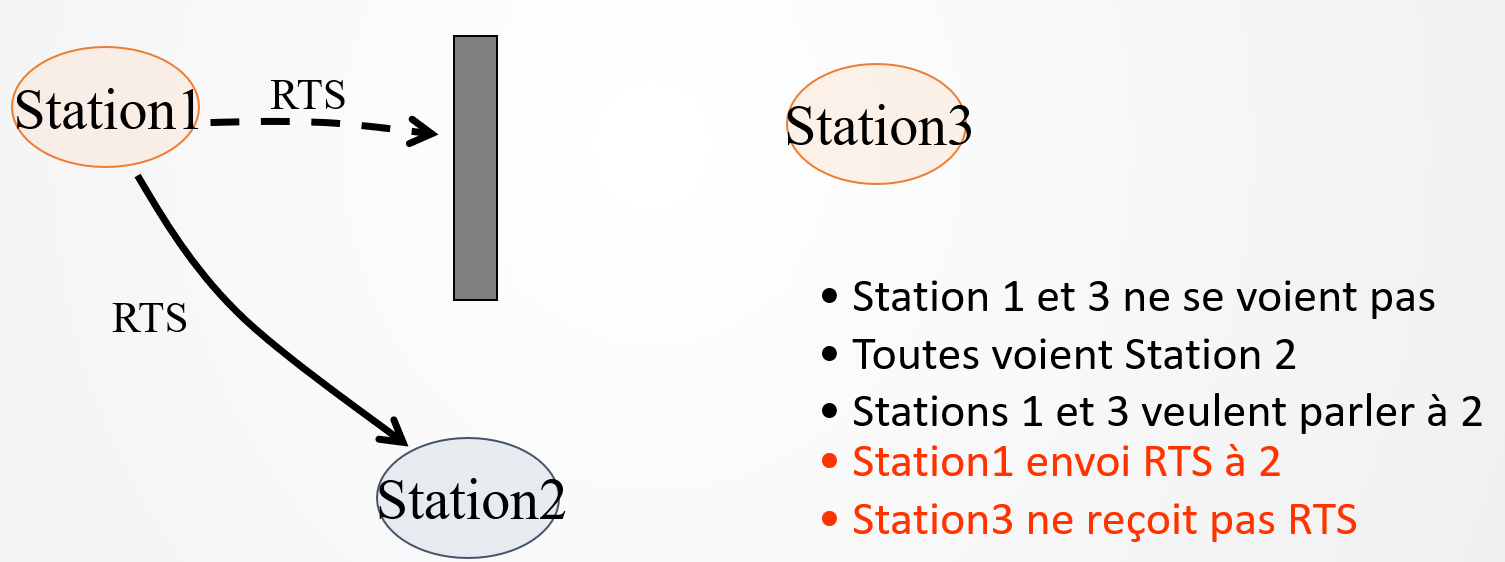 Station1
RTS
Station3
RTS
Station2
• Station 1 et 3 ne se voient pas
• Toutes voient Station 2
• Stations 1 et 3 veulent parler à 2
• Station1 envoi RTS à 2
• Station3 ne reçoit pas RTS